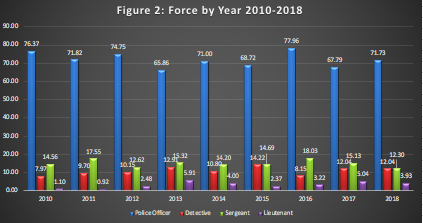 Figure 2: Force by Year 2010-2018
90.00
80.00
70.00
60.00
50.00
40.00
30.00
20.00
10.00
0.00
76.37 71.82 74.75 65.86 71.00 68.72 77.96 67.79 71.73
7.97 9.70 10.15 12.91 10.80 14.22 8.15 12.04 12.04
14.56 17.55 12.62 15.32 14.20 14.69 18.03 15.13 12.30
1.10 0.92 2.48 5.91 4.00 2.37 3.22 5.04 3.93
2010 2011 2012 2013 2014 2015 2016 2017 2018
Police Officer Detective Sergeant Lieutenant